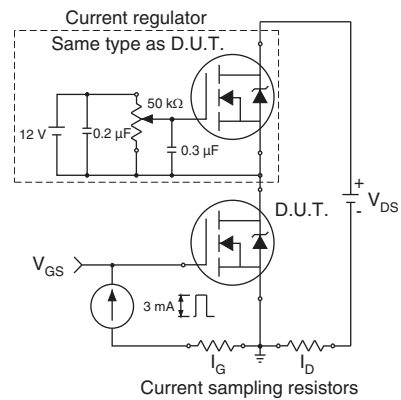 Current regulator
Same type as D.U.T.
50 kΩ
12 V
0.2 µF
0.3 µF
+
V_DS
-
D.U.T.
V_GS
3 mA
I_G
I_D
Current sampling resistors